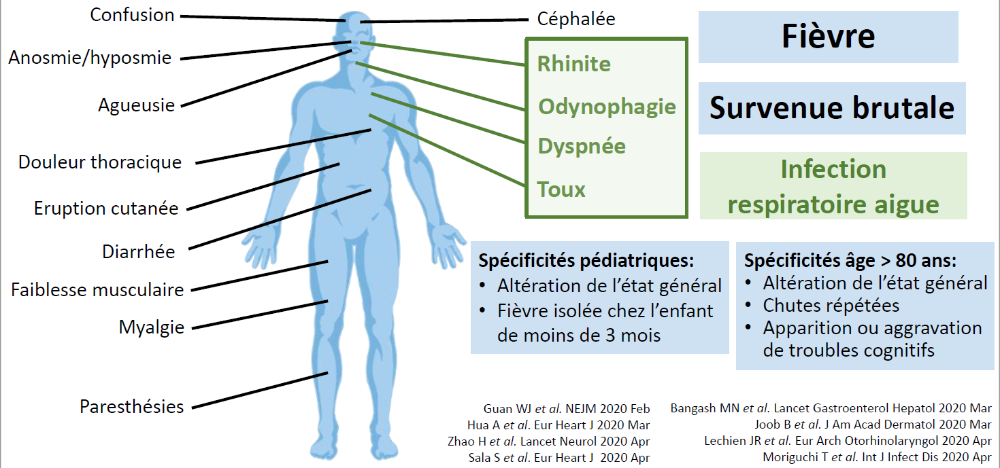 Confusion
Anosmie/hyposmie
Agueusie
Douleur thoracique
Eruption cutanée
Diarrhée
Faiblesse musculaire
Myalgie
Paresthésies
Céphalée
Rhinite
Odynophagie
Dyspnée
Toux
Fièvre
Survenue brutale
Infection
respiratoire aigue
Spécificités pédiatriques:
• Altération de l’état général
• Fièvre isolée chez l’enfant
de moins de 3 mois
Spécificités âge > 80 ans:
• Altération de l’état général
• Chutes répétées
• Apparition ou aggravation
de troubles cognitifs
Guan WJ et al. NEJM 2020 Feb
Hua A et al. Eur Heart J 2020 Mar
Zhao H et al. Lancet Neurol 2020 Apr
Sala S et al. Eur Heart J 2020 Apr
Bangash MN et al. Lancet Gastroenterol Hepatol 2020 Mar
Joob B et al. J Am Acad Dermatol 2020 Mar
Lechien JR et al. Eur Arch Otorhinolaryngol 2020 Apr
Moriguchi T et al. Int J Infect Dis 2020 Apr